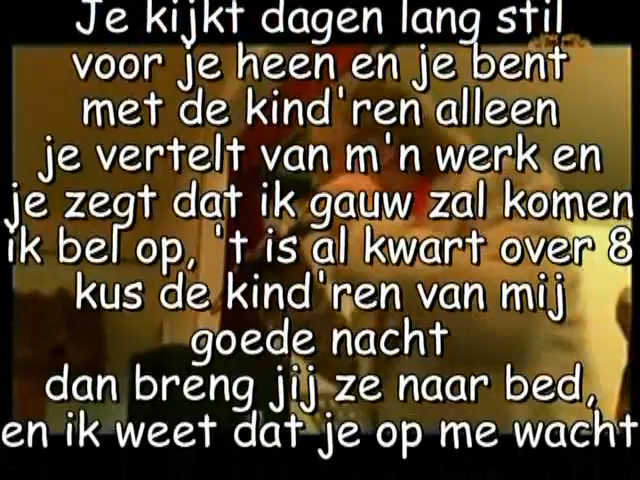 Je kijkt dagen lang stil
voor je heen en je bent
met de kind'ren alleen
je vertelt van m'n werk en
je zegt dat ik gauw zal komen
ik bel op, 't is al kwart over 8
kus de kind'ren van mij
goede nacht
dan breng jij ze naar bed,
en ik weet dat je op me wacht